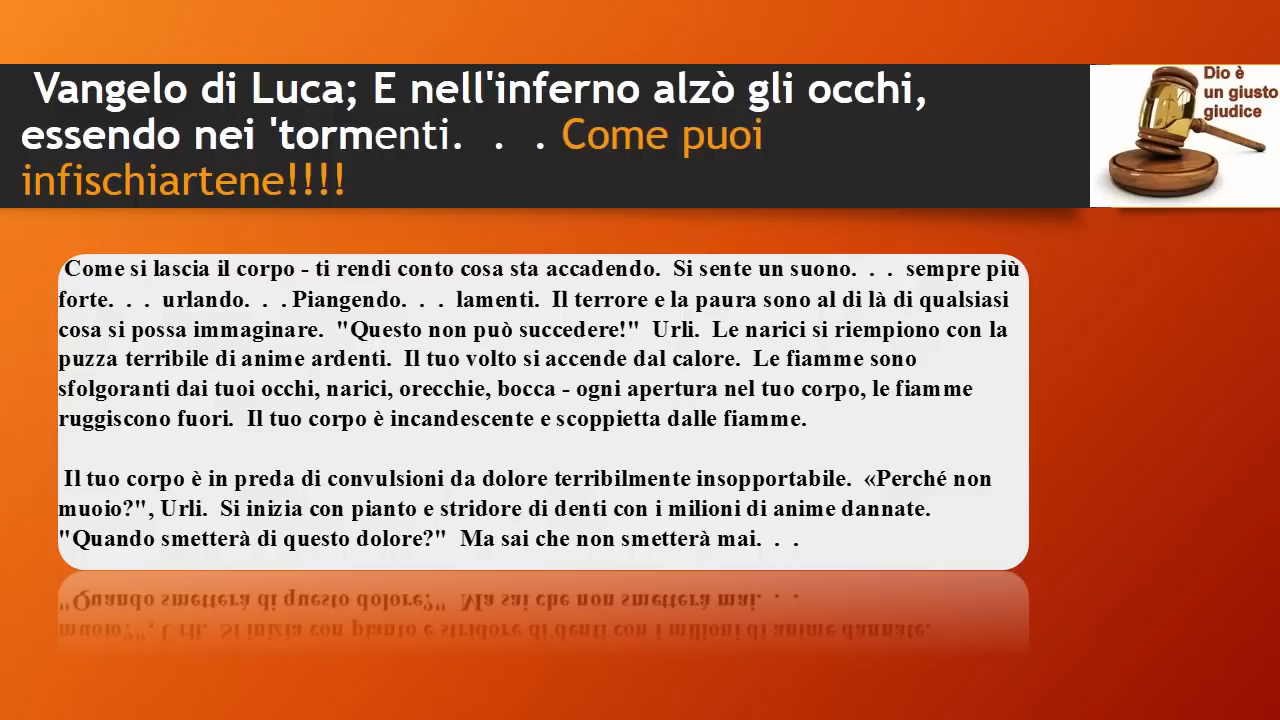 Vangelo di Luca; E nell'inferno alzò gli occhi,
essendo nei 'tormenti. . . Come puoi
infischiartene!!!!
Dio è
un giusto
giudice
Come si lascia il corpo - ti rendi conto cosa sta accadendo. Si sente un suono. . . sempre più
forte. . . urlando. . . Piangendo. . . lamenti. Il terrore e la paura sono al di là di qualsiasi
cosa si possa immaginare. "Questo non può succedere!" Urli. Le narici si riempiono con la
puzza terribile di anime ardenti. Il tuo volto si accende dal calore. Le fiamme sono
sfolgoranti dai tuoi occhi, narici, orecchie, bocca - ogni apertura nel tuo corpo, le fiamme
ruggiscono fuori. Il tuo corpo è incandescente e scoppietta dalle fiamme.
Il tuo corpo è in preda di convulsioni da dolore terribilmente insopportabile. «Perché non
muoio?", Urli. Si inizia con pianto e stridore di denti con i milioni di anime dannate.
"Quando smetterà di questo dolore?" Ma sai che non smetterà mai. . .